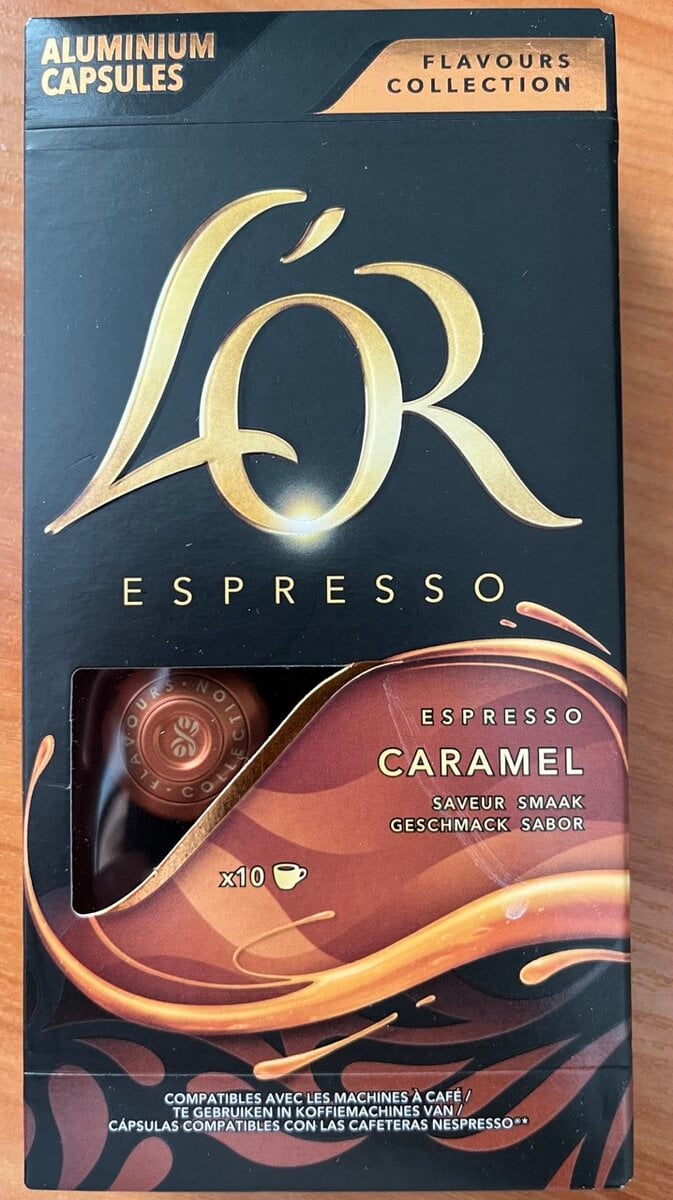 ALUMINIUM
CAPSULES
FLAVOURS
COLLECTION
L'OR
ESPRESSO
FLAVOURS · COLLECTION ·
ESPRESSO
CARAMEL
SAVEUR SMAAK
GESCHMACK SABOR
x10
COMPATIBLES AVEC LES MACHINES À CAFÉ /
TE GEBRUIKEN IN KOFFIEMACHINES VAN /
CÁPSULAS COMPATIBLES CON LAS CAFETERAS NESPRESSO®*